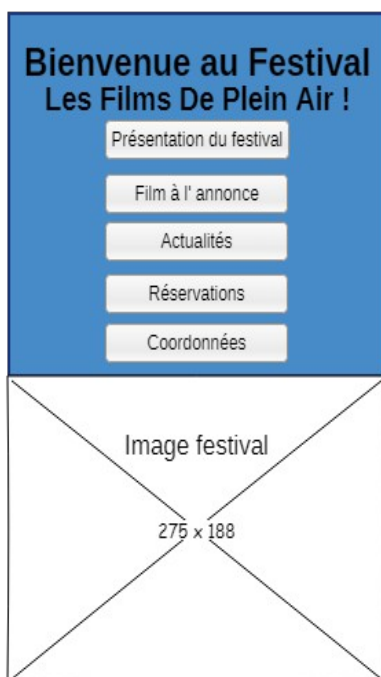 Bienvenue au Festival
Les Films De Plein Air !
Présentation du festival
Film à l' annonce
Actualités
Réservations
Coordonnées
Image festival
275 x 188